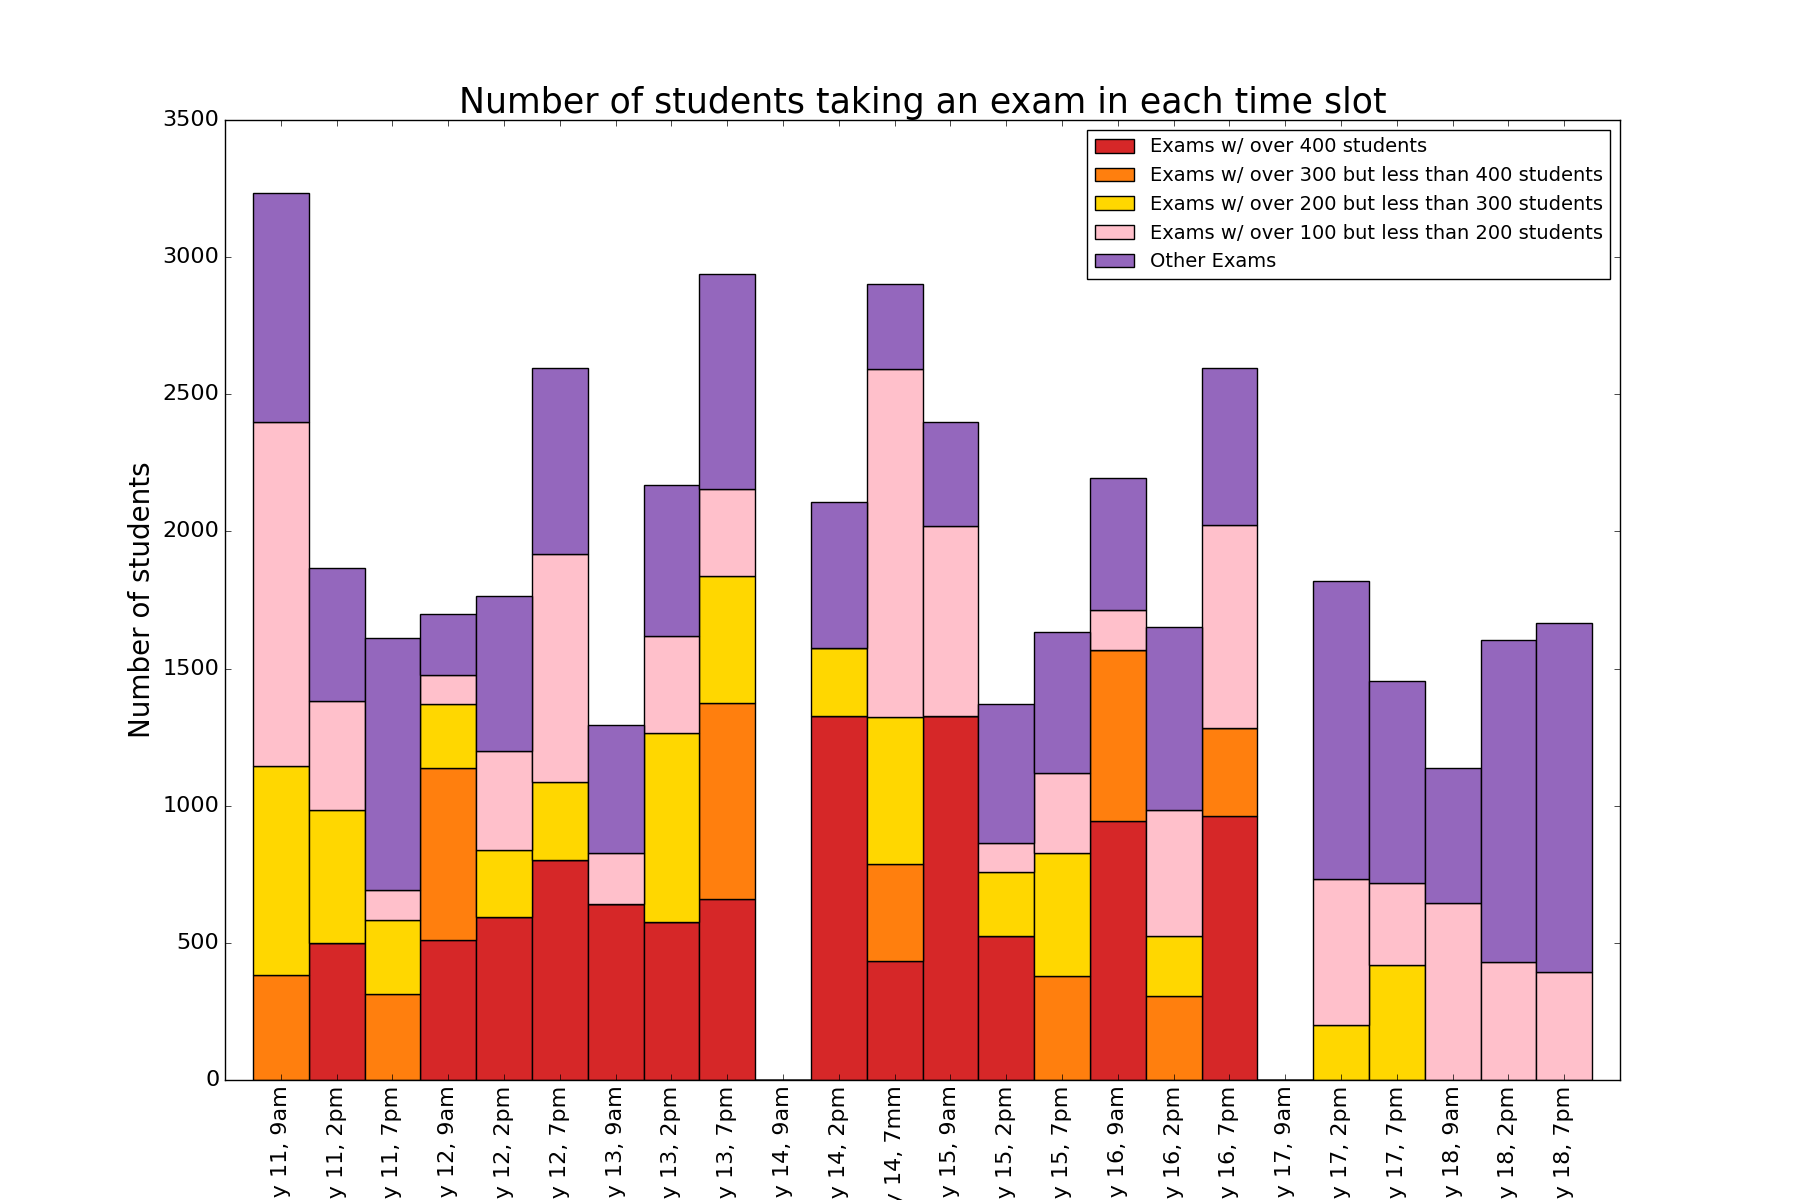 Number of students taking an exam in each time slot
Exams w/ over 400 students
Exams w/ over 300 but less than 400 students
Exams w/ over 200 but less than 300 students
Exams w/ over 100 but less than 200 students
Other Exams
Number of students
3500
3000
2500
2000
1500
1000
500
0
y 11, 9am
y 11, 2pm
y 11, 7pm
y 12, 9am
y 12, 2pm
y 12, 7pm
y 13, 9am
y 13, 2pm
y 13, 7pm
y 14, 9am
y 14, 2pm
y 14, 7mm
y 15, 9am
y 15, 2pm
y 15, 7pm
y 16, 9am
y 16, 2pm
y 16, 7pm
y 17, 9am
y 17, 2pm
y 17, 7pm
y 18, 9am
y 18, 2pm
y 18, 7pm